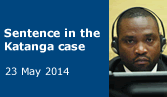 Sentence in the
Katanga case
23 May 2014